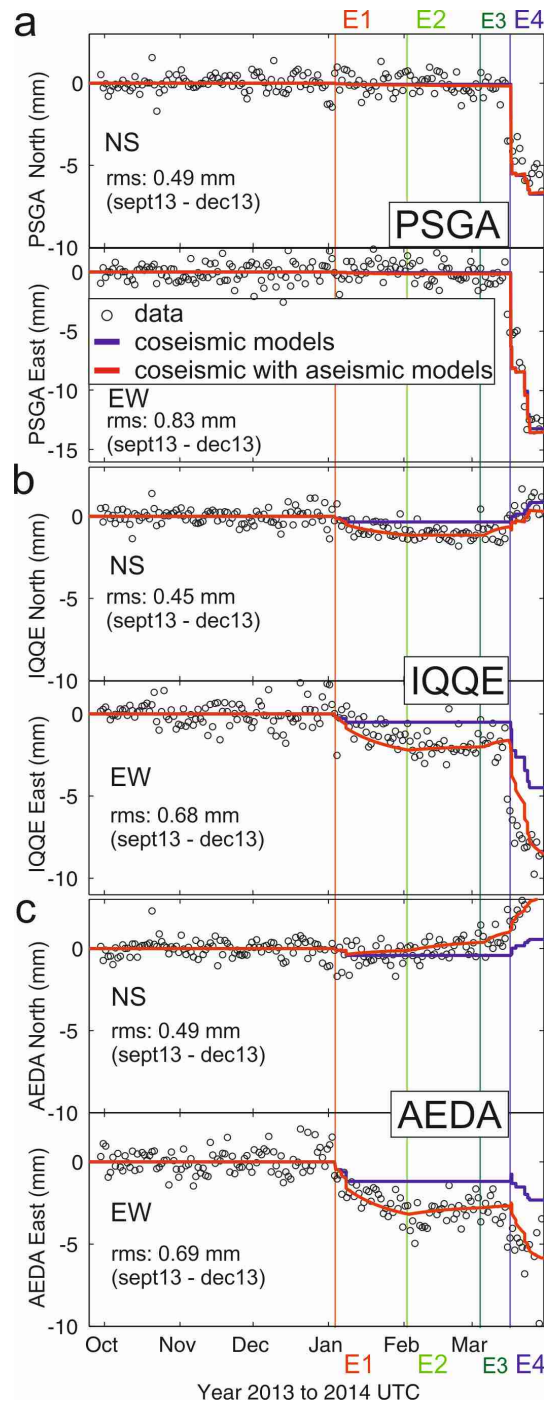 a
E1
E2
E3
E4
0
-5
-10
PSGA North (mm)
NS
rms: 0.49 mm
(sept13 - dec13)
PSGA
0
-5
-10
-15
PSGA East (mm)
data
coseismic models
coseismic with aseismic models
EW
rms: 0.83 mm
(sept13 - dec13)
b
0
-5
-10
IQQE North (mm)
NS
rms: 0.45 mm
(sept13 - dec13)
IQQE
0
-5
-10
IQQE East (mm)
EW
rms: 0.68 mm
(sept13 - dec13)
c
0
-5
-10
AEDA North (mm)
NS
rms: 0.49 mm
(sept13 - dec13)
AEDA
0
-5
-10
AEDA East (mm)
EW
rms: 0.69 mm
(sept13 - dec13)
Oct
Nov
Dec
Jan
Feb
Mar
E1
E2
E3
E4
Year 2013 to 2014 UTC